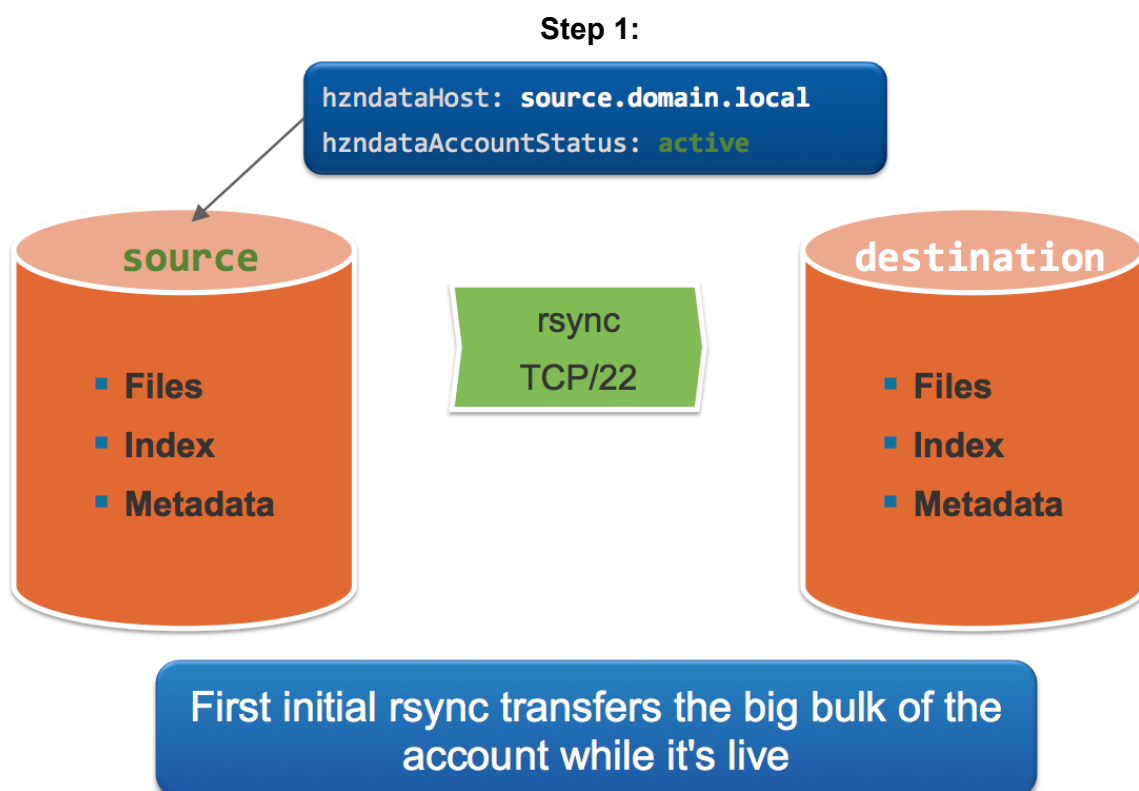 Step 1:
hzndataHost: source.domain.local
hzndataAccountStatus: active
source
destination
rsync
TCP/22
▪ Files
▪ Index
▪ Metadata
▪ Files
▪ Index
▪ Metadata
First initial rsync transfers the big bulk of the
account while it's live